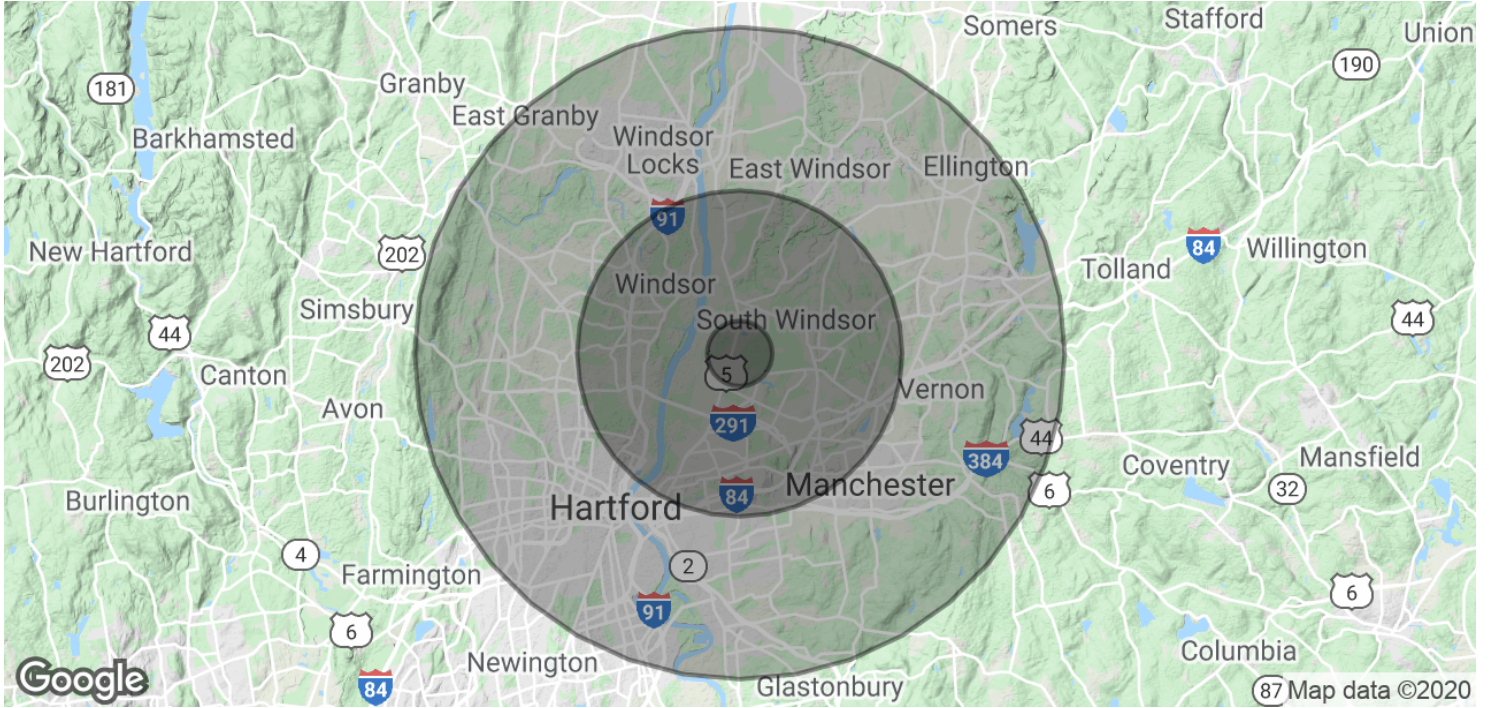 Somers
Stafford
Union
190
181
Granby
East Granby
Barkhamsted
Windsor
Locks
East Windsor
Ellington
91
New Hartford
202
84
Willington
Tolland
Windsor
Simsbury
South Windsor
44
44
202
Canton
5
Vernon
Avon
291
44
384
Coventry
Mansfield
Burlington
Manchester
84
6
32
Hartford
4
2
Farmington
91
6
6
Newington
Columbia
Google
84
Glastonbury
87 Map data ©2020